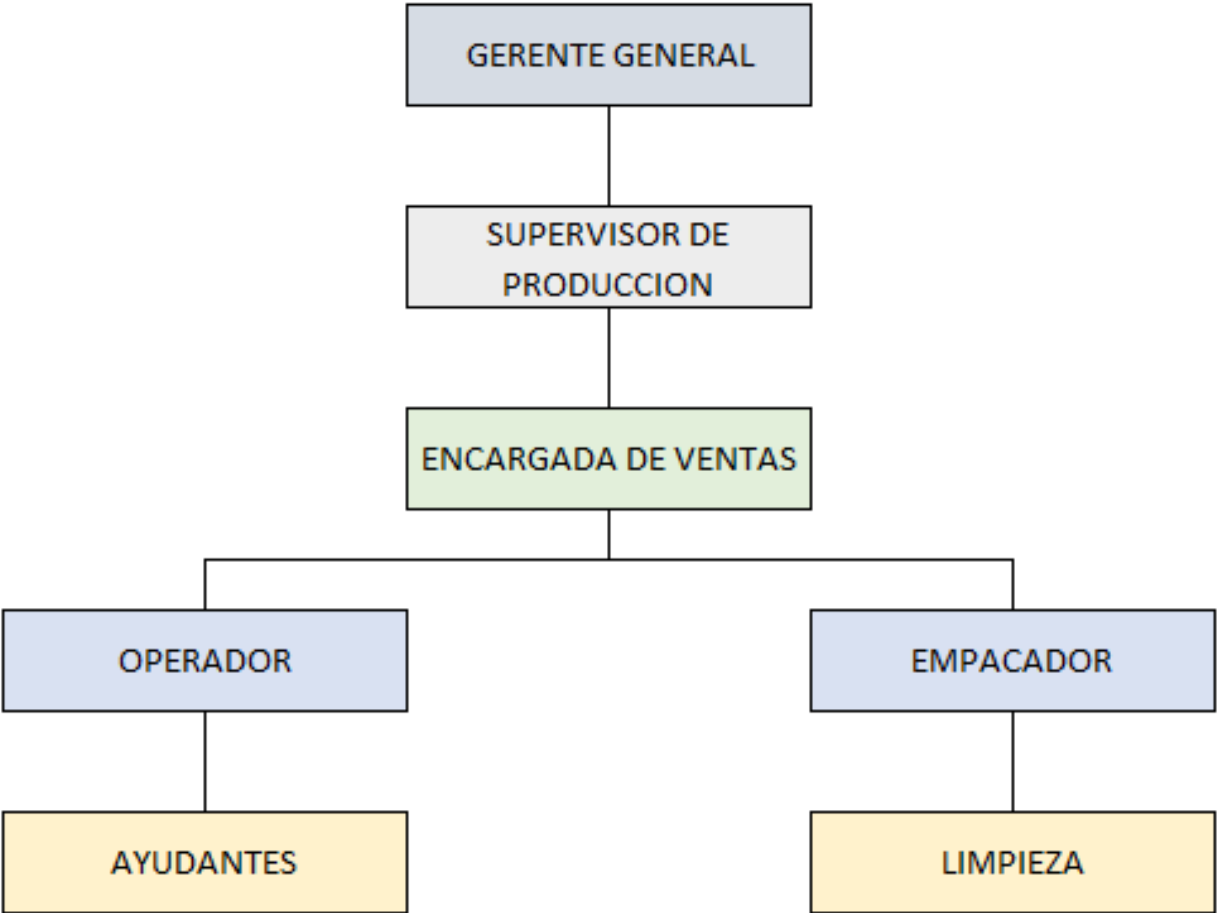 GERENTE GENERAL
SUPERVISOR DE
PRODUCCION
ENCARGADA DE VENTAS
OPERADOR
EMPACADOR
AYUDANTES
LIMPIEZA